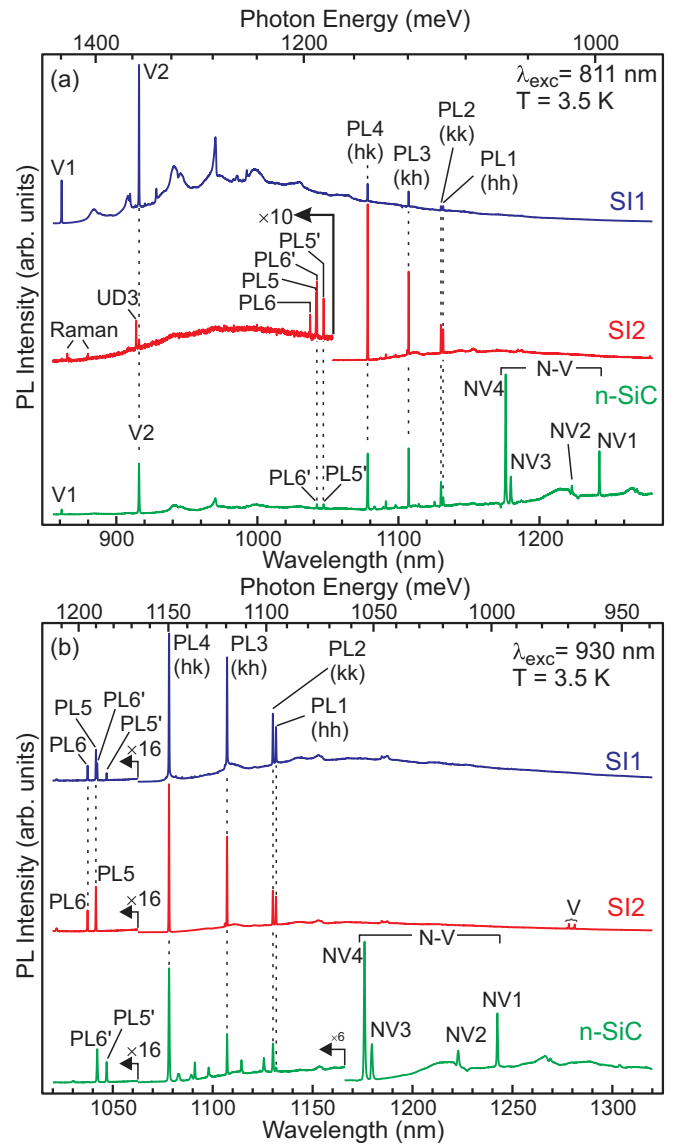 Photon Energy (meV)
1400 1300 1200 1100 1000
(a)
V2
λexc= 811 nm
T = 3.5 K
PL2
(kk)
PL4
(hk)
PL3
(kh)
PL1
(hh)
V1
SI1
×10
PL5'
PL6'
PL5
PL6
UD3
Raman
SI2
N-V
n-SiC
NV4
NV3
NV2
NV1
V2
V1
PL6'
PL5'
PL Intensity (arb. units)
900 1000 1100 1200
Wavelength (nm)
Photon Energy (meV)
1200 1150 1100 1050 1000 950
(b)
PL4
(hk)
PL3
(kh)
PL2
(kk)
PL1
(hh)
λexc= 930 nm
T = 3.5 K
PL5
PL6'
PL6
PL5'
×16
SI1
PL5
PL6
×16
SI2
V
N-V
NV4
NV3
NV2
NV1
n-SiC
PL6'
PL5'
×16
×6
PL Intensity (arb. units)
1050 1100 1150 1200 1250 1300
Wavelength (nm)